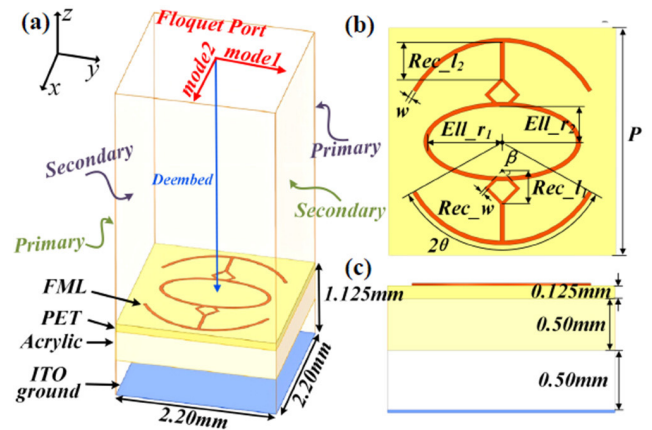 (a)
Floquet Port
z
y
x
mode2
mode1
Primary
Secondary
Deembed
Secondary
Primary
FML
PET
Acrylic
ITO
ground
1.125mm
2.20mm
2.20mm
(b)
Rec_l₂
w
Ell_r₁
Ell_r₂
P
β
Rec_w
Rec_l₁
2θ
(c)
0.125mm
0.50mm
0.50mm